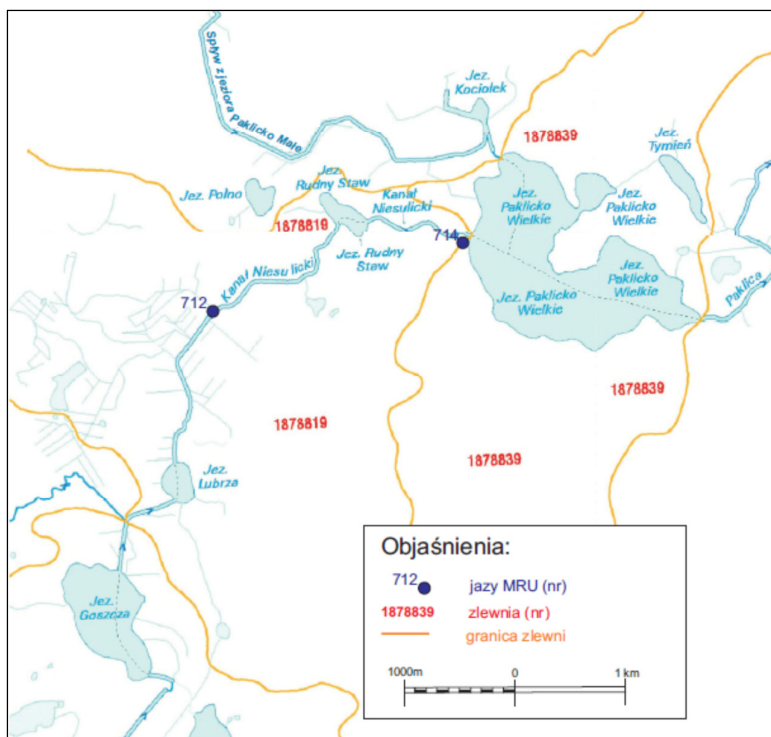 Spływ z jeziora Paklicko Małe
Jez.
Kociołek
1878839
Jez.
Tymień
Jez. Polno
Jez.
Rudny Staw
Kanał
Niesulicki
Jez.
Paklicko
Wielkie
Jez.
Paklicko
Wielkie
1878819
714
Jez. Rudny
Staw
Kanał Niesulicki
712
Jez. Paklicko
Wielkie
Jez.
Paklicko
Wielkie
Paklica
1878839
1878819
1878839
Jez.
Lubrza
Jez.
Goszcza
Objaśnienia:
712 jazy MRU (nr)
1878839 zlewnia (nr)
granica zlewni
1000m 0 1 km